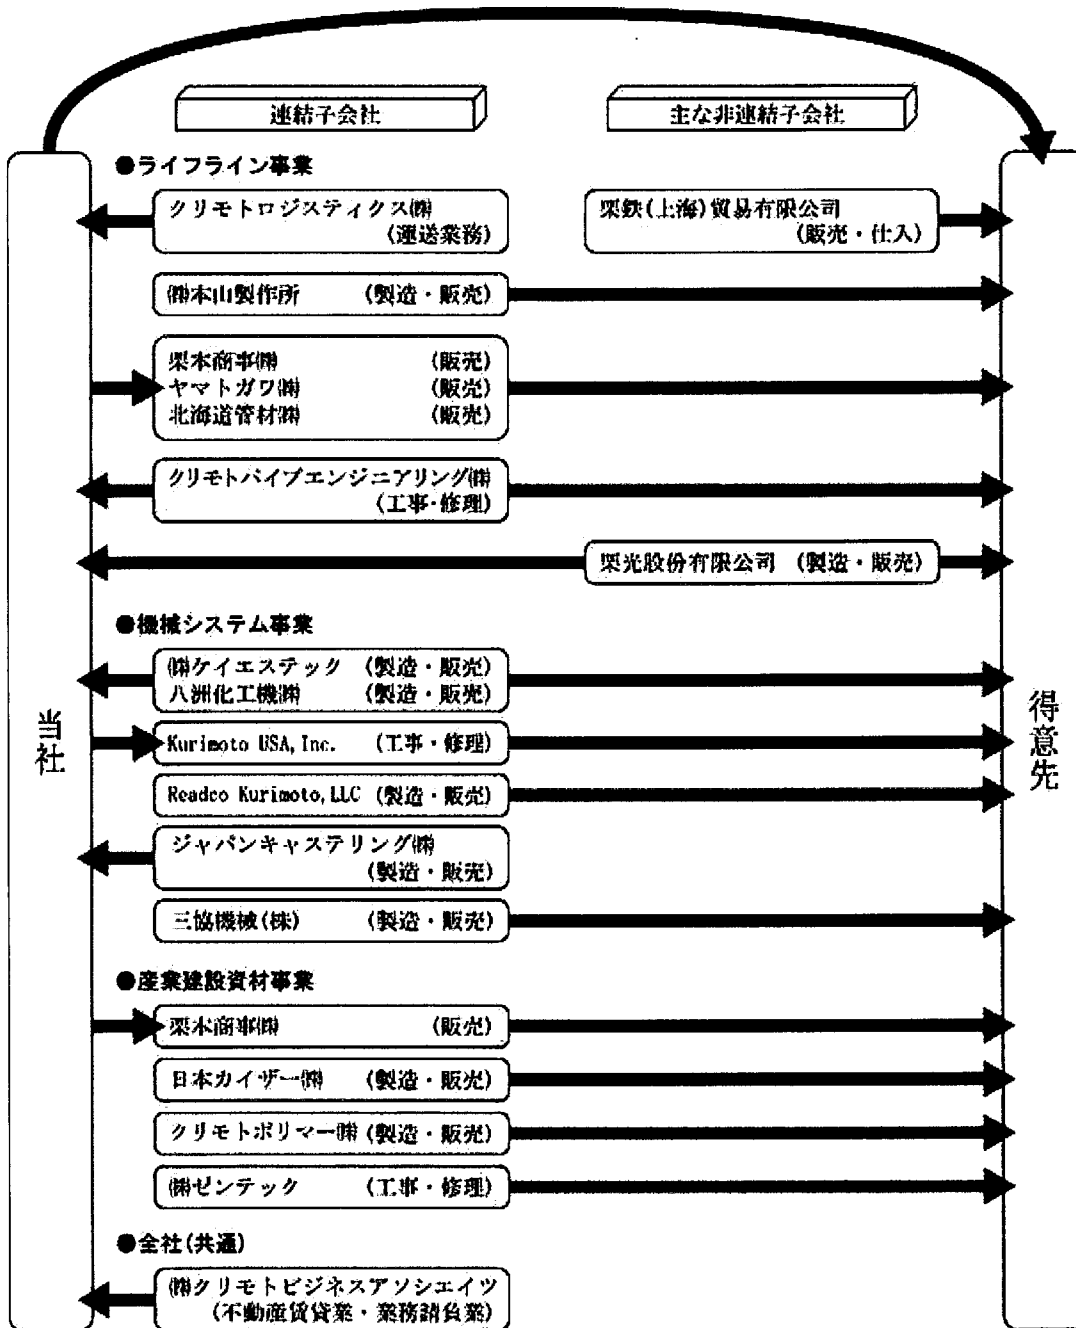 連結子会社
主な非連結子会社
●ライフライン事業
クリモトロジスティクス㈱
(運送業務)
栗鉄(上海)貿易有限公司
(販売・仕入)
㈱本山製作所 (製造・販売)
栗本商事㈱ (販売)
ヤマトガワ㈱ (販売)
北海道管材㈱ (販売)
クリモトパイプエンジニアリング㈱
(工事・修理)
栗光股份有限公司 (製造・販売)
●機械システム事業
㈱ケイエステック (製造・販売)
八洲化工機㈱ (製造・販売)
当社
得意先
Kurimoto USA, Inc. (工事・修理)
Readco Kurimoto, LLC (製造・販売)
ジャパンキャステリング㈱
(製造・販売)
三協機械(株) (製造・販売)
●産業建設資材事業
栗本商事㈱ (販売)
日本カイザー㈱ (製造・販売)
クリモトポリマー㈱ (製造・販売)
㈱ゼンテック (工事・修理)
●全社(共通)
㈱クリモトビジネスアソシエイツ
(不動産賃貸業・業務請負業)